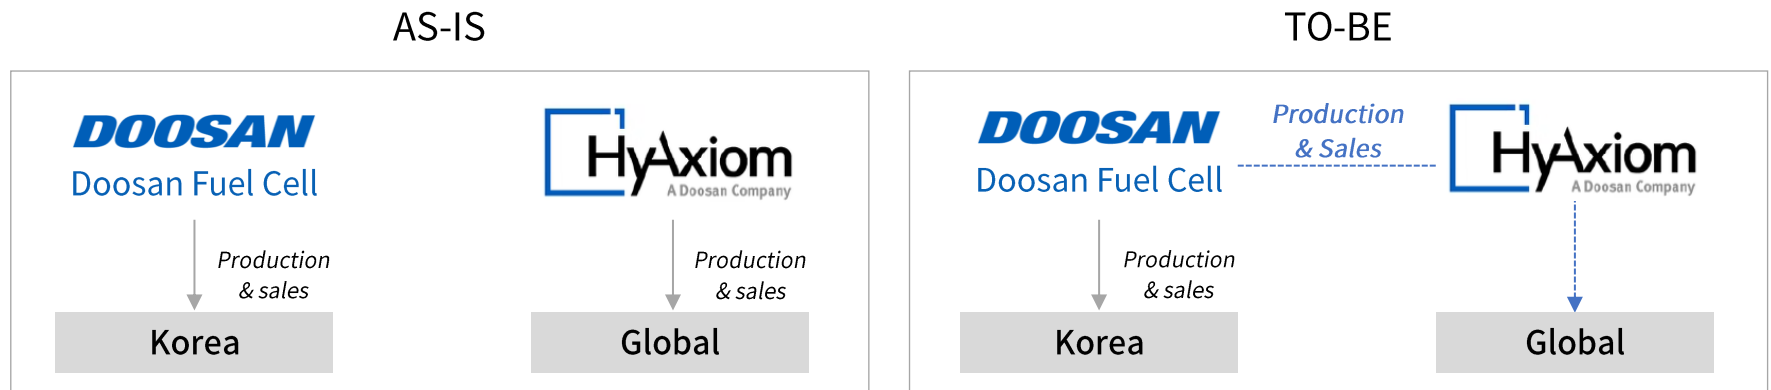 AS-IS
DOOSAN
Doosan Fuel Cell
HyAxiom
A Doosan Company
Production
& sales
Production
& sales
Korea
Global
TO-BE
DOOSAN
Doosan Fuel Cell
Production
& Sales
HyAxiom
A Doosan Company
Production
& sales
Korea
Global